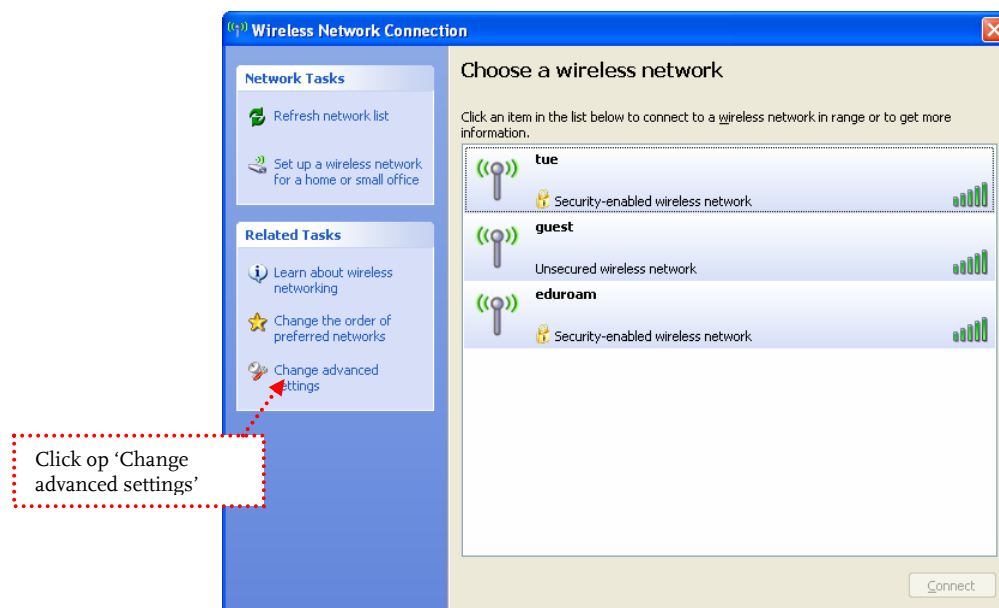 Wireless Network Connection
Network Tasks
Refresh network list
Set up a wireless network
for a home or small office
Related Tasks
Learn about wireless
networking
Change the order of
preferred networks
Change advanced
settings
Choose a wireless network
Click an item in the list below to connect to a wireless network in range or to get more
information.
tue
Security-enabled wireless network
guest
Unsecured wireless network
eduroam
Security-enabled wireless network
Connect
Click op ‘Change
advanced settings’